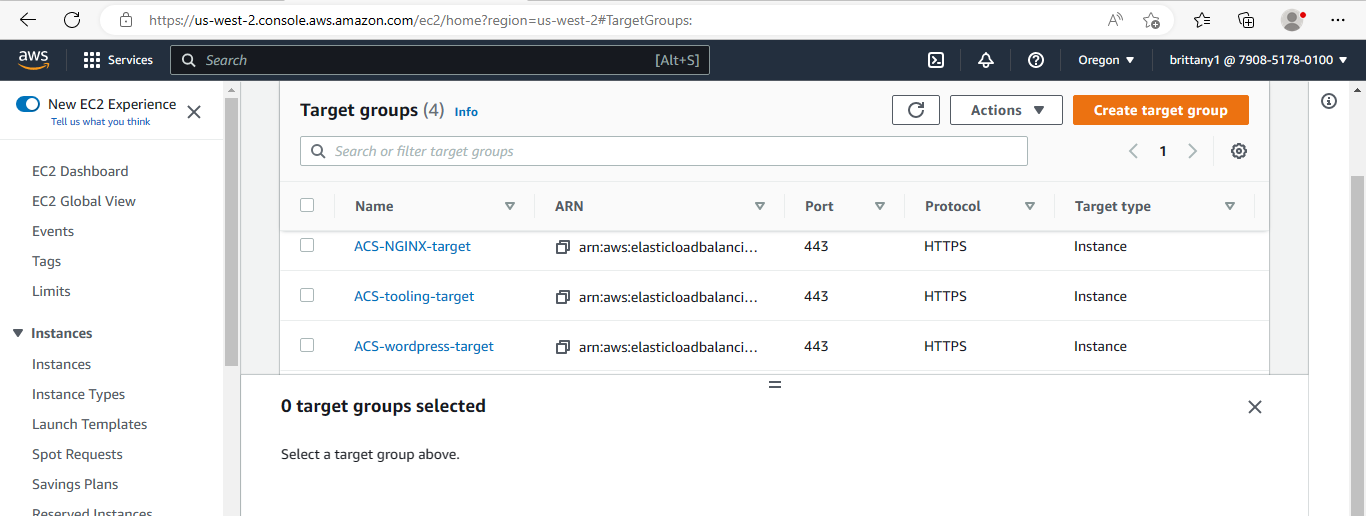 https://us-west-2.console.aws.amazon.com/ec2/home?region=us-west-2#TargetGroups:
aws
Services
Search
[Alt+S]
Oregon
brittany1 @ 7908-5178-0100
New EC2 Experience
Tell us what you think
EC2 Dashboard
EC2 Global View
Events
Tags
Limits
Instances
Instances
Instance Types
Launch Templates
Spot Requests
Savings Plans
Reserved Instances
Target groups (4) Info
Actions
Create target group
Search or filter target groups
1
Name ARN Port Protocol Target type
ACS-NGINX-target arn:aws:elasticloadbalanci... 443 HTTPS Instance
ACS-tooling-target arn:aws:elasticloadbalanci... 443 HTTPS Instance
ACS-wordpress-target arn:aws:elasticloadbalanci... 443 HTTPS Instance
0 target groups selected
Select a target group above.